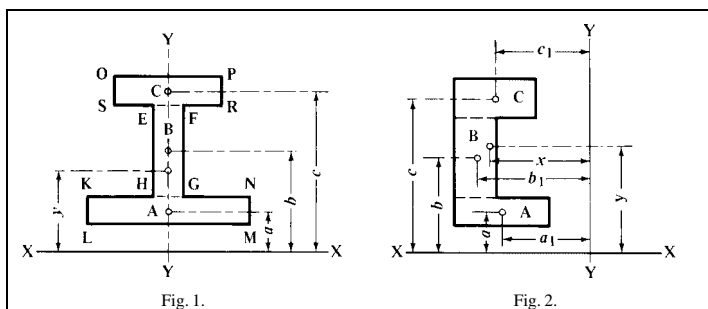 Y
O P
C
S R
E F
B
K H G N
A
L M
y
a
b
c
X X
Y
Fig. 1.
Y
c1
C
B
x
b1
A
a1
c
b
a
y
X X
Y
Fig. 2.